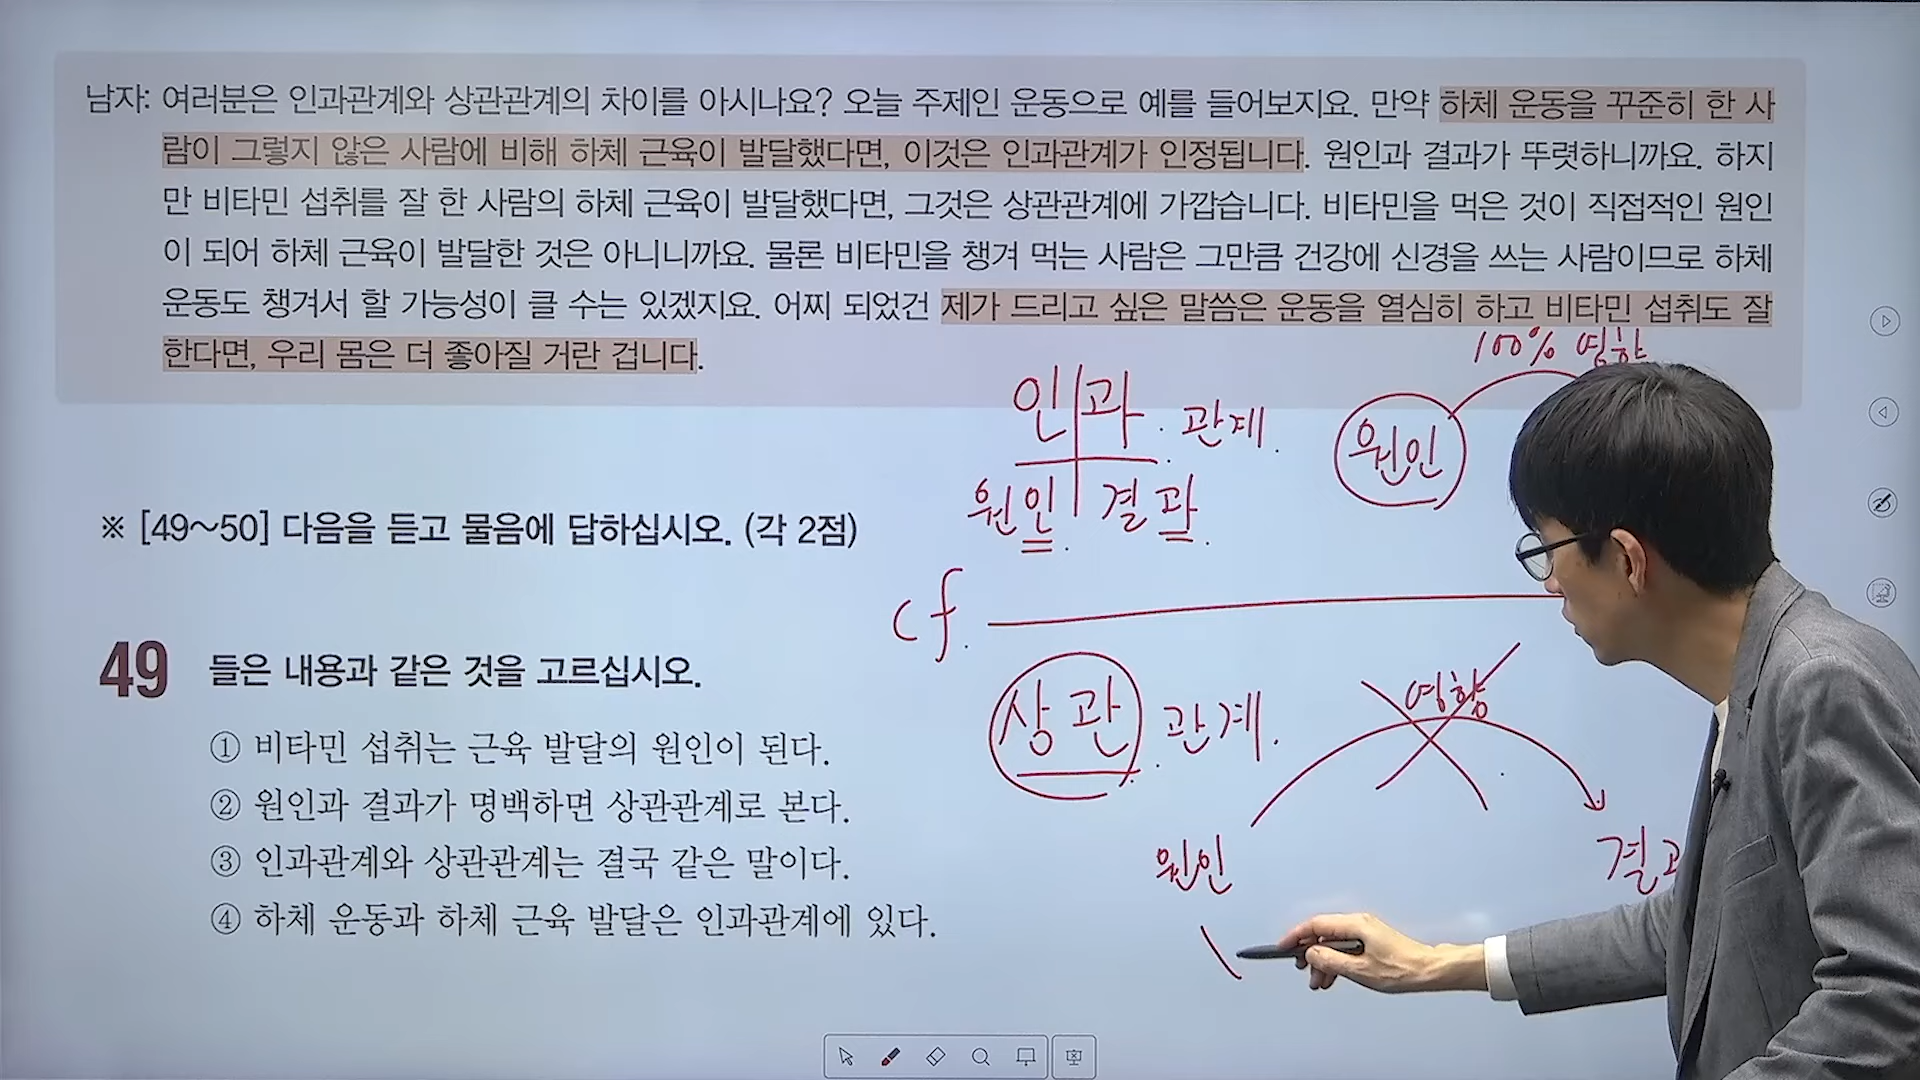 남자: 여러분은 인과관계와 상관관계의 차이를 아시나요? 오늘 주제인 운동으로 예를 들어보지요. 만약 하체 운동을 꾸준히 한 사
람이 그렇지 않은 사람에 비해 하체 근육이 발달했다면, 이것은 인과관계가 인정됩니다. 원인과 결과가 뚜렷하니까요. 하지
만 비타민 섭취를 잘 한 사람의 하체 근육이 발달했다면, 그것은 상관관계에 가깝습니다. 비타민을 먹은 것이 직접적인 원인
이 되어 하체 근육이 발달한 것은 아니니까요. 물론 비타민을 챙겨 먹는 사람은 그만큼 건강에 신경을 쓰는 사람이므로 하체
운동도 챙겨서 할 가능성이 클 수는 있겠지요. 어찌 되었건 제가 드리고 싶은 말씀은 운동을 열심히 하고 비타민 섭취도 잘
한다면, 우리 몸은 더 좋아질 거란 겁니다.
100% 영향
인과 관계.
원인
원인. 결과.
※ [49~50] 다음을 듣고 물음에 답하십시오. (각 2점)
cf.
49 들은 내용과 같은 것을 고르십시오.
상관 관계.
영향
① 비타민 섭취는 근육 발달의 원인이 된다.
② 원인과 결과가 명백하면 상관관계로 본다.
③ 인과관계와 상관관계는 결국 같은 말이다.
④ 하체 운동과 하체 근육 발달은 인과관계에 있다.
원인
결과